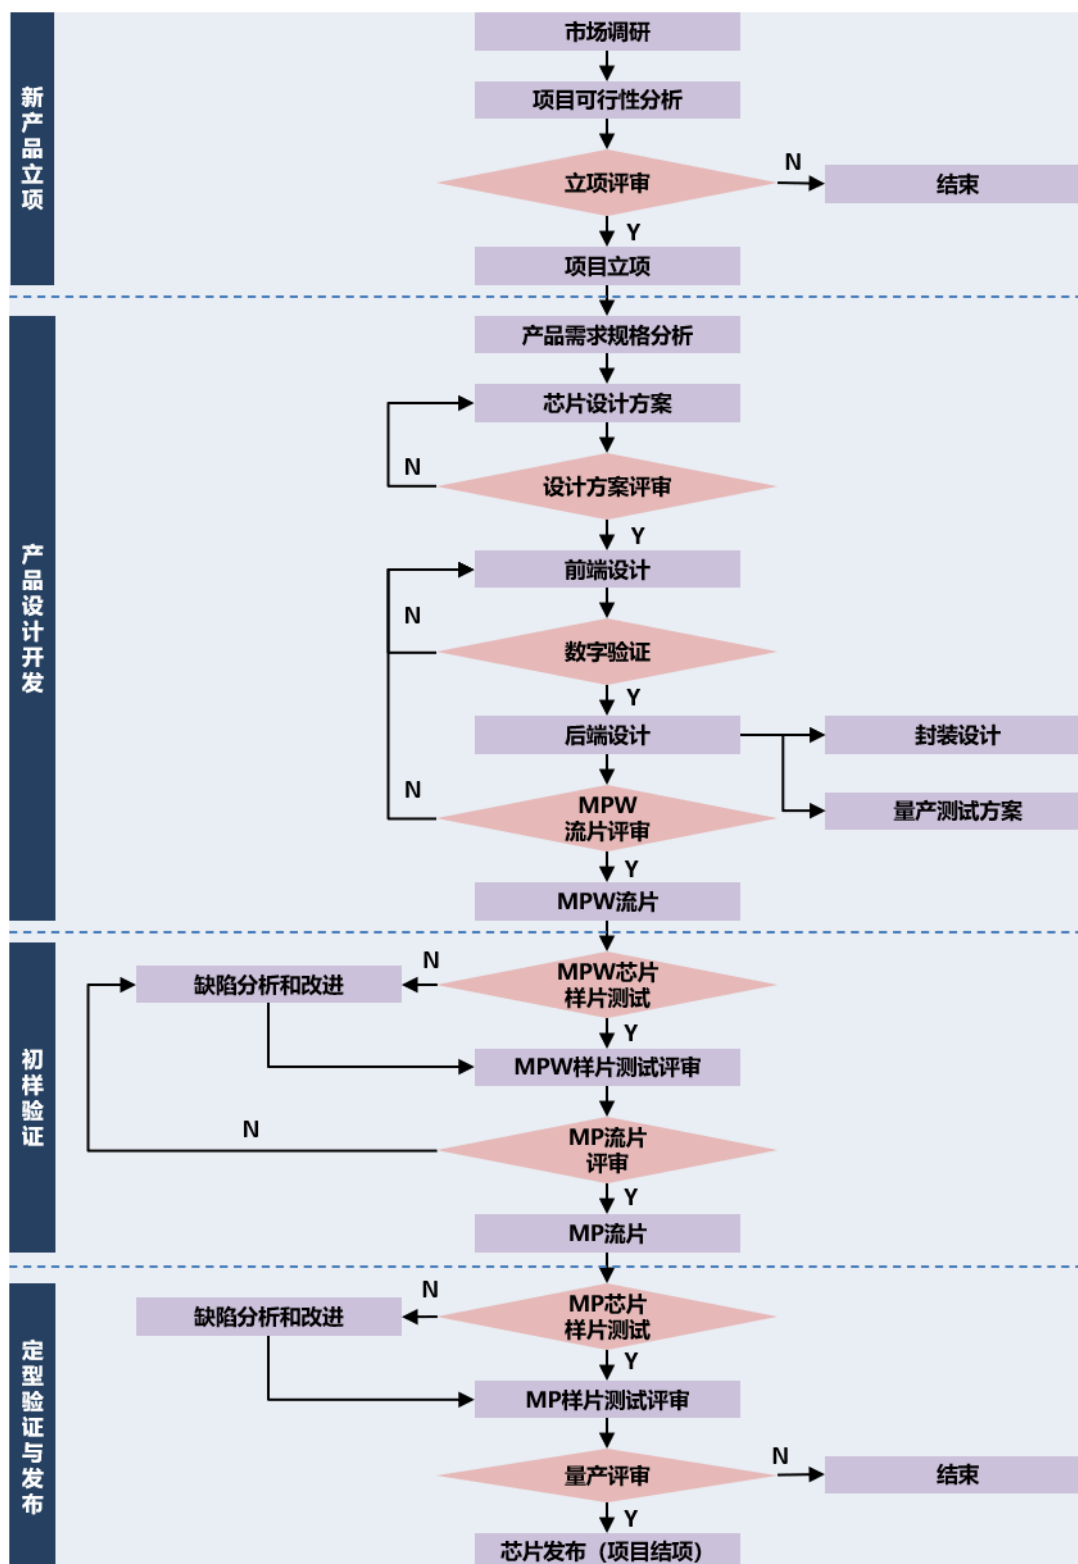 新产品立项
市场调研
项目可行性分析
立项评审
N
结束
Y
项目立项
产品设计开发
产品需求规格分析
芯片设计方案
N
设计方案评审
Y
前端设计
N
数字验证
Y
后端设计
封装设计
N
MPW
流片评审
量产测试方案
Y
MPW流片
初样验证
缺陷分析和改进
N
MPW芯片
样片测试
Y
MPW样片测试评审
N
MP流片
评审
Y
MP流片
定型验证与发布
缺陷分析和改进
N
MP芯片
样片测试
Y
MP样片测试评审
量产评审
N
结束
Y
芯片发布（项目结项）